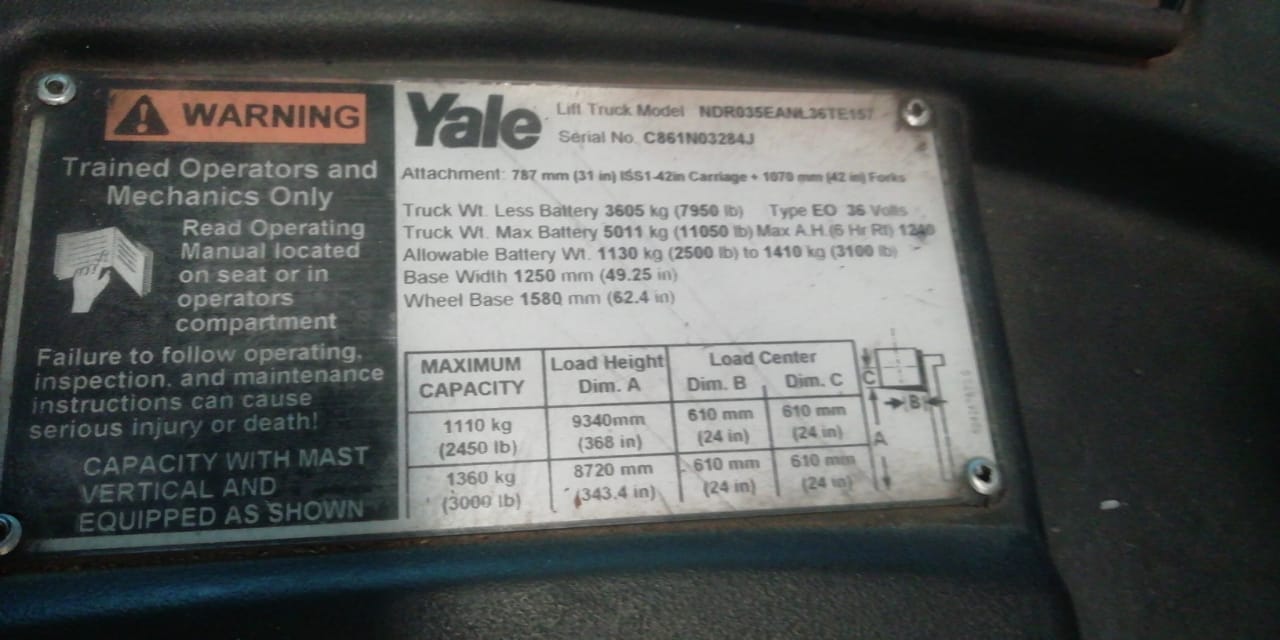 WARNING
Trained Operators and
Mechanics Only
Read Operating
Manual located
on seat or in
operators
compartment
Failure to follow operating,
inspection, and maintenance
instructions can cause
serious injury or death!
CAPACITY WITH MAST
VERTICAL AND
EQUIPPED AS SHOWN
Yale
Lift Truck Model NDR035EANL36TE157
Serial No. C861N03284J
Attachment: 787 mm (31 in) ISS1-42in Carriage + 1070 mm (42 in) Forks
Truck Wt. Less Battery 3605 kg (7950 lb) Type EO 36 Volts
Truck Wt. Max Battery 5011 kg (11050 lb) Max A.H.(6 Hr Rt) 1240
Allowable Battery Wt. 1130 kg (2500 lb) to 1410 kg (3100 lb)
Base Width 1250 mm (49.25 in)
Wheel Base 1580 mm (62.4 in)
MAXIMUM CAPACITY Load Height Dim. A Load Center Dim. B Dim. C
1110 kg 9340mm 610 mm 610 mm
(2450 lb) (368 in) (24 in) (24 in)
1360 kg 8720 mm 610 mm 610 mm
(3000 lb) (343.4 in) (24 in) (24 in)
C
B
A